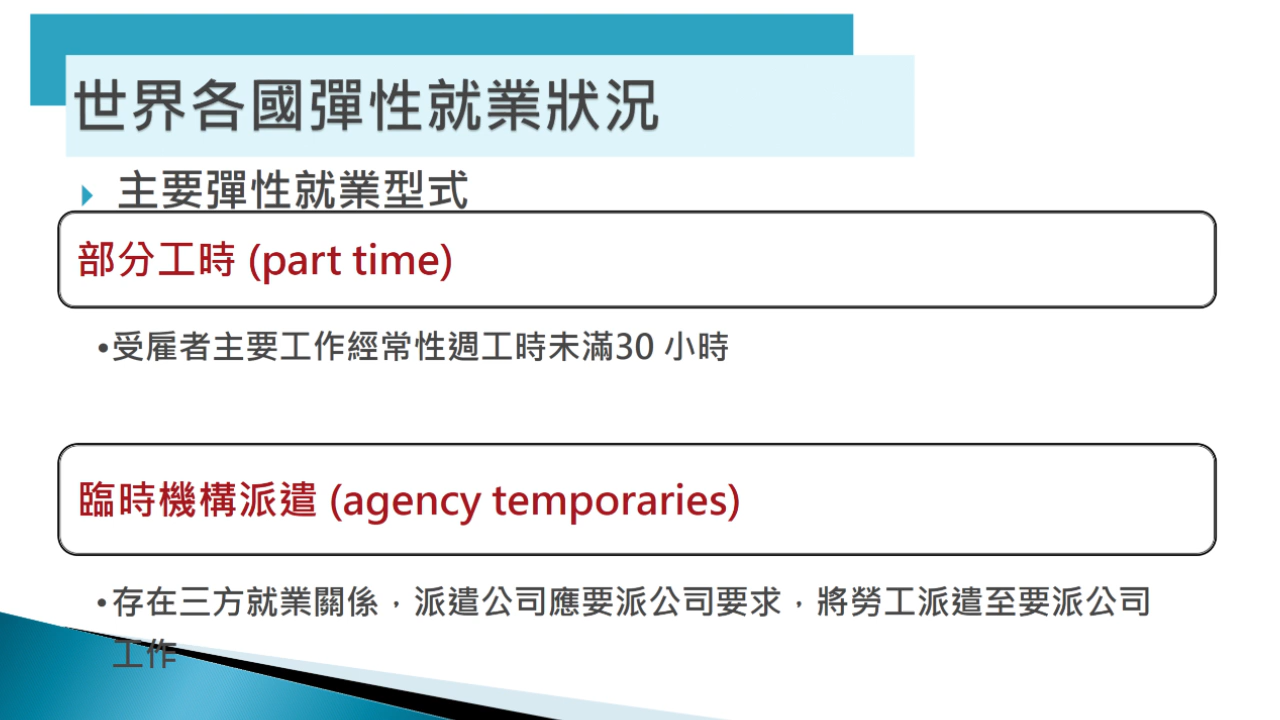 世界各國彈性就業狀況
主要彈性就業型式
部分工時 (part time)
•受雇者主要工作經常性週工時未滿30 小時
臨時機構派遣 (agency temporaries)
•存在三方就業關係，派遣公司應要派公司要求，將勞工派遣至要派公司
工作